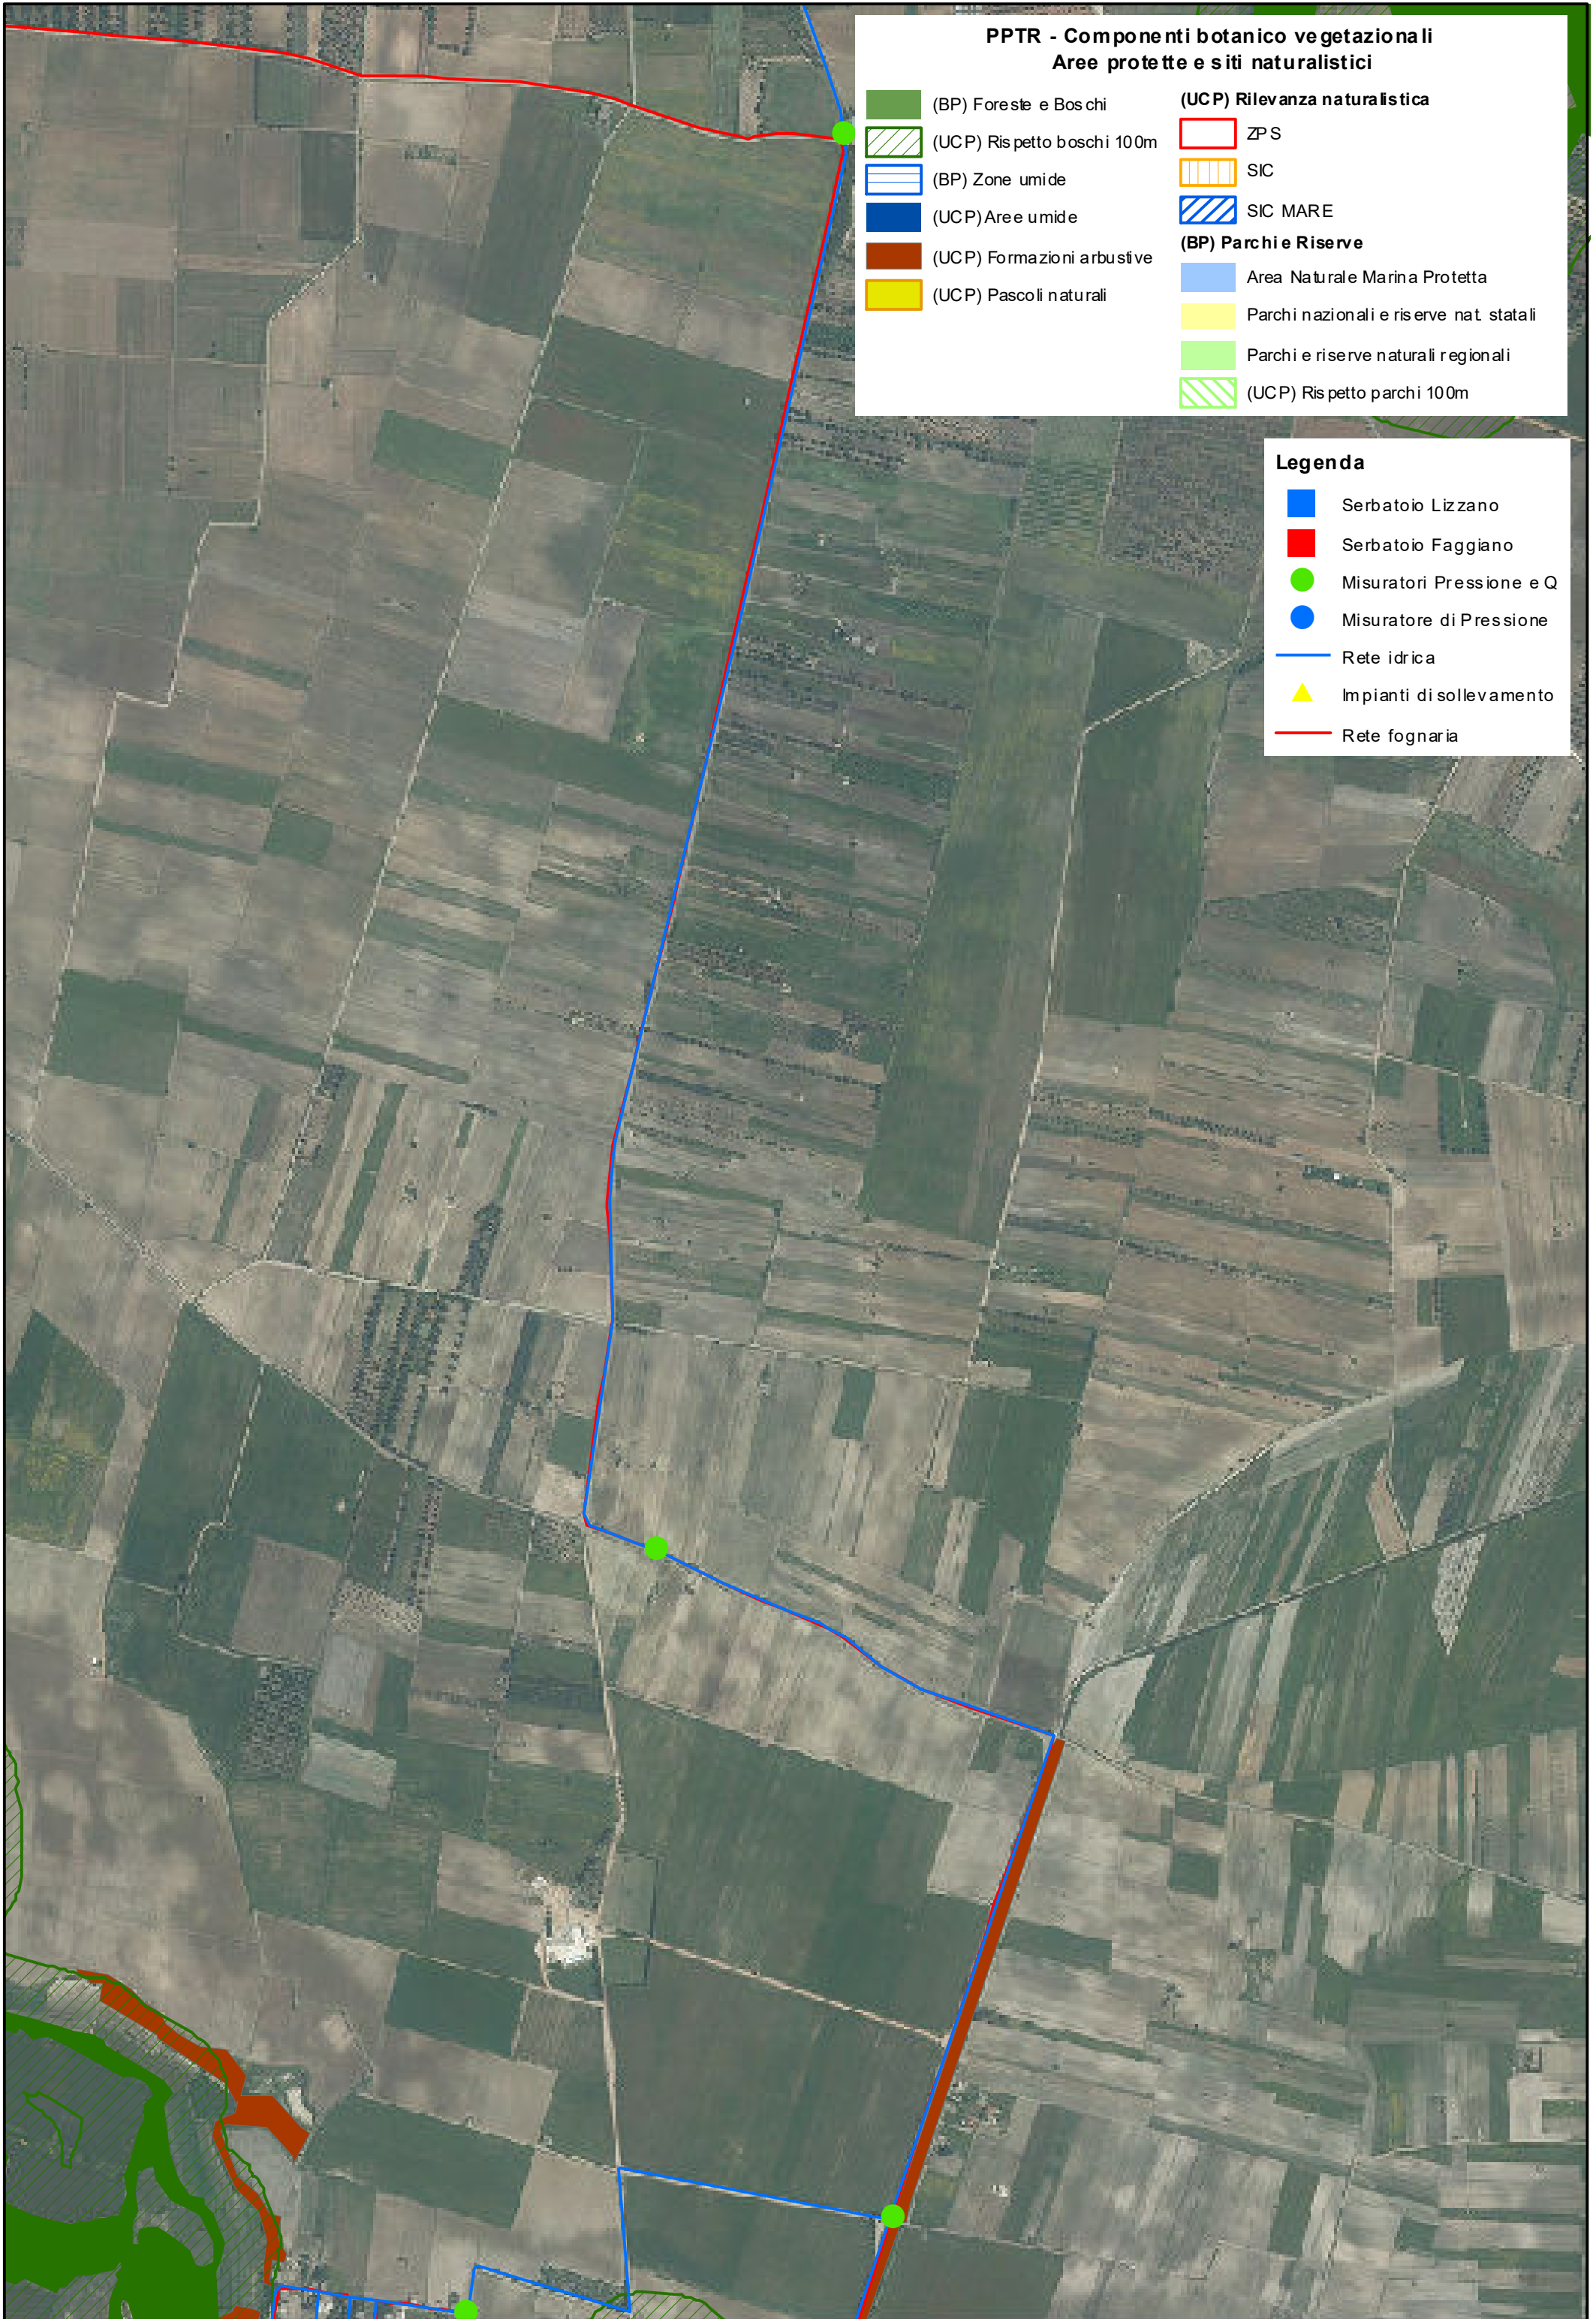 PPTR - Componenti botanico vegetazionali
Aree protette e siti naturalistici
(BP) Foreste e Boschi
(UCP) Rispetto boschi 100m
(BP) Zone umide
(UCP) Aree umide
(UCP) Formazioni arbustive
(UCP) Pascoli naturali
(UCP) Rilevanza naturalistica
ZPS
SIC
SIC MARE
(BP) Parchi e Riserve
Area Naturale Marina Protetta
Parchi nazionali e riserve nat. statali
Parchi e riserve naturali regionali
(UCP) Rispetto parchi 100m
Legenda
Serbatoio Lizzano
Serbatoio Faggiano
Misuratori Pressione e Q
Misuratore di Pressione
Rete idrica
Impianti di sollevamento
Rete fognaria